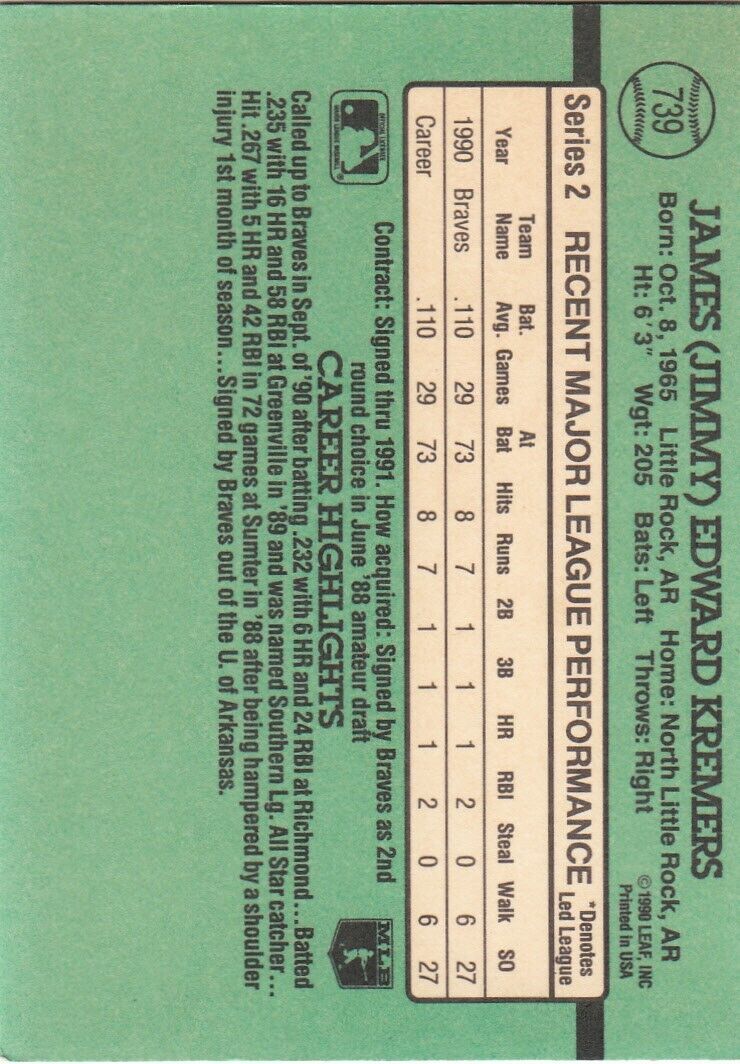 739
JAMES (JIMMY) EDWARD KREMERS
Born: Oct. 8, 1965 Little Rock, AR Home: North Little Rock, AR
Ht: 6'3" Wgt: 205 Bats: Left Throws: Right
©1990 LEAF, INC
Printed in USA
Series 2 RECENT MAJOR LEAGUE PERFORMANCE
*Denotes
Led League
Year Team Name Bat. Avg. Games At Bat Hits Runs 2B 3B HR RBI Steal Walk SO
1990 Braves .110 29 73 8 7 1 1 1 2 0 6 27
Career .110 29 73 8 7 1 1 1 2 0 6 27
OFFICIAL LICENSEE
MAJOR LEAGUE BASEBALL
®
Contract: Signed thru 1991. How acquired: Signed by Braves as 2nd
round choice in June '88 amateur draft
MLB
CAREER HIGHLIGHTS
Called up to Braves in Sept. of '90 after batting .232 with 6 HR and 24 RBI at Richmond... Batted
.235 with 16 HR and 58 RBI at Greenville in '89 and was named Southern Lg. All Star catcher...
Hit .267 with 5 HR and 42 RBI in 72 games at Sumter in '88 after being hampered by a shoulder
injury 1st month of season... Signed by Braves out of the U. of Arkansas.